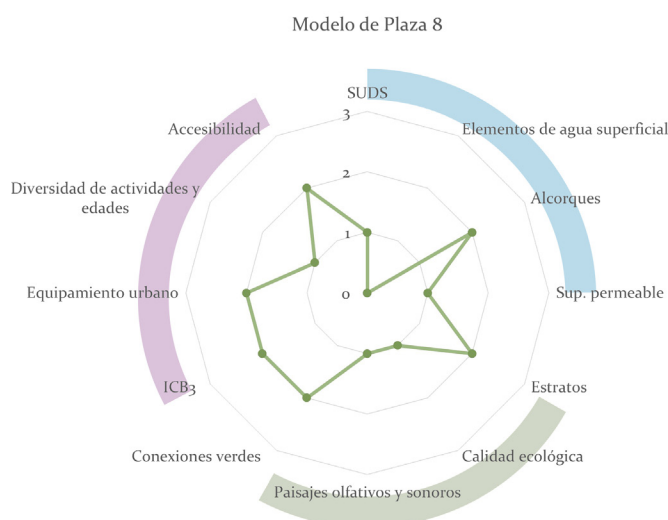 Modelo de Plaza 8
SUDS
3
Accesibilidad
Elementos de agua superficial
2
Diversidad de actividades y
edades
Alcorques
1
Equipamiento urbano
0
Sup. permeable
ICB3
Estratos
Conexiones verdes
Calidad ecológica
Paisajes olfativos y sonoros